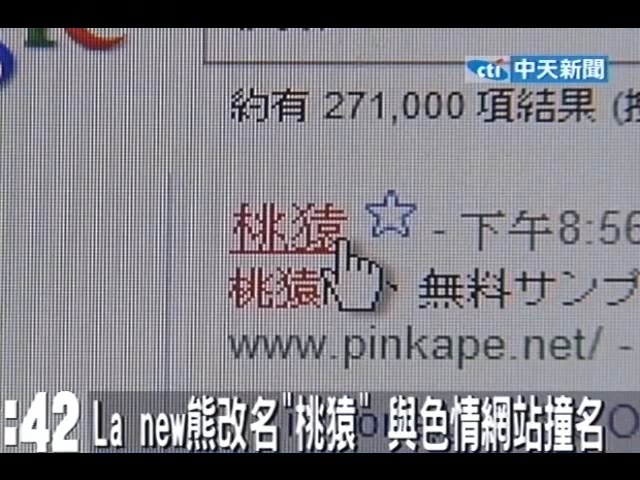 cti 中天新聞
約有 271,000 項結果 (搜
桃猿 ☆ - 下午8:56
桃猿、無料サンプ
www.pinkape.net/ -
:42 La new熊改名"桃猿" 與色情網站撞名